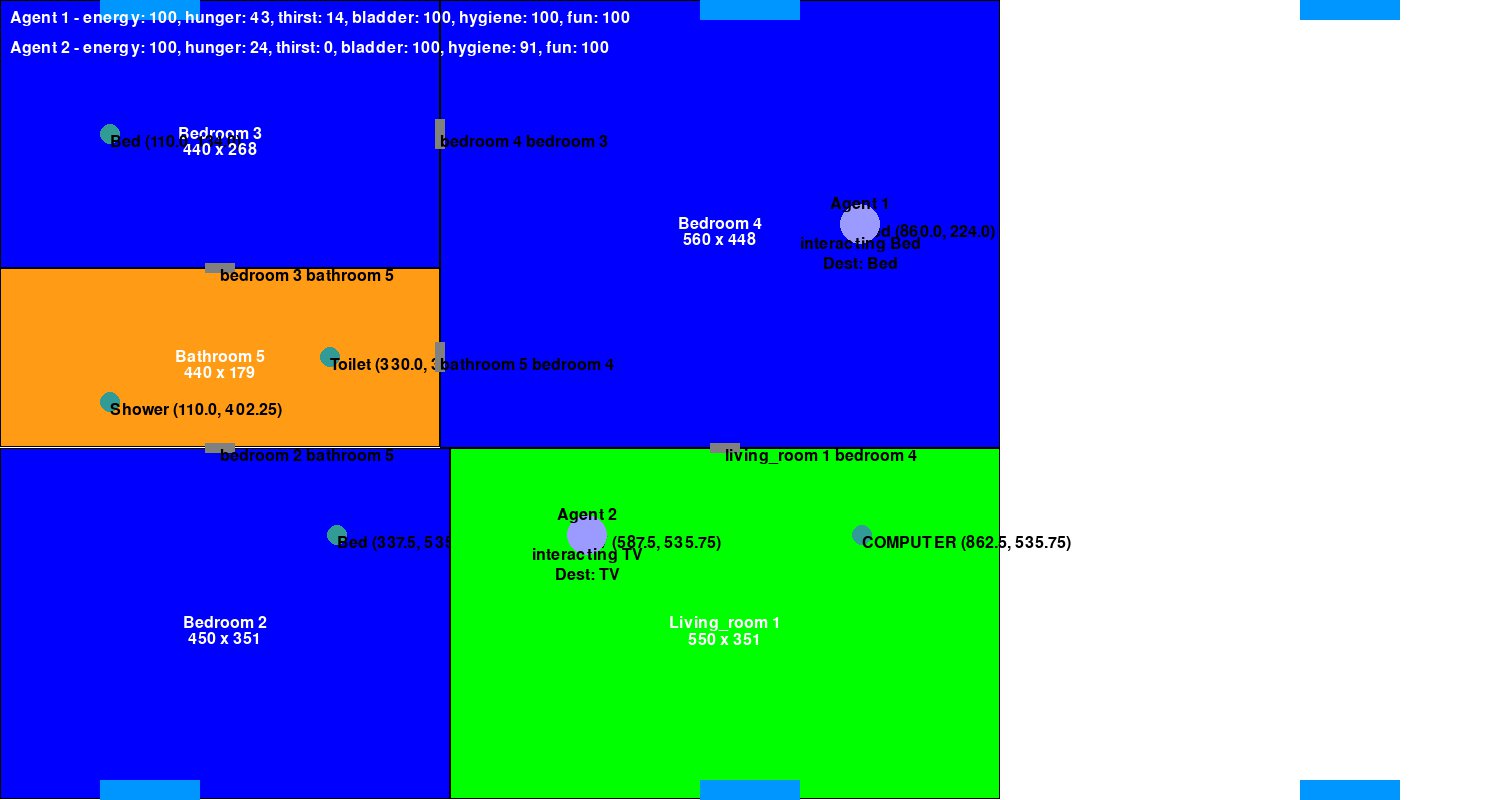 Agent 1 - energy: 100, hunger: 43, thirst: 14, bladder: 100, hygiene: 100, fun: 100
Agent 2 - energy: 100, hunger: 24, thirst: 0, bladder: 100, hygiene: 91, fun: 100
Bedroom 3
440 x 268
Bed (110.0,
bedroom 4 bedroom 3
Agent 1
Bedroom 4
560 x 448
(860.0, 224.0)
interacting Bed
Dest: Bed
bedroom 3 bathroom 5
Bathroom 5
440 x 179
Toilet (330.0,
bathroom 5 bedroom 4
Shower (110.0, 402.25)
bedroom 2 bathroom 5
living_room 1 bedroom 4
Agent 2
Bed (337.5, 535
(587.5, 535.75)
COMPUTER (862.5, 535.75)
interacting TV
Dest: TV
Bedroom 2
450 x 351
Living_room 1
550 x 351